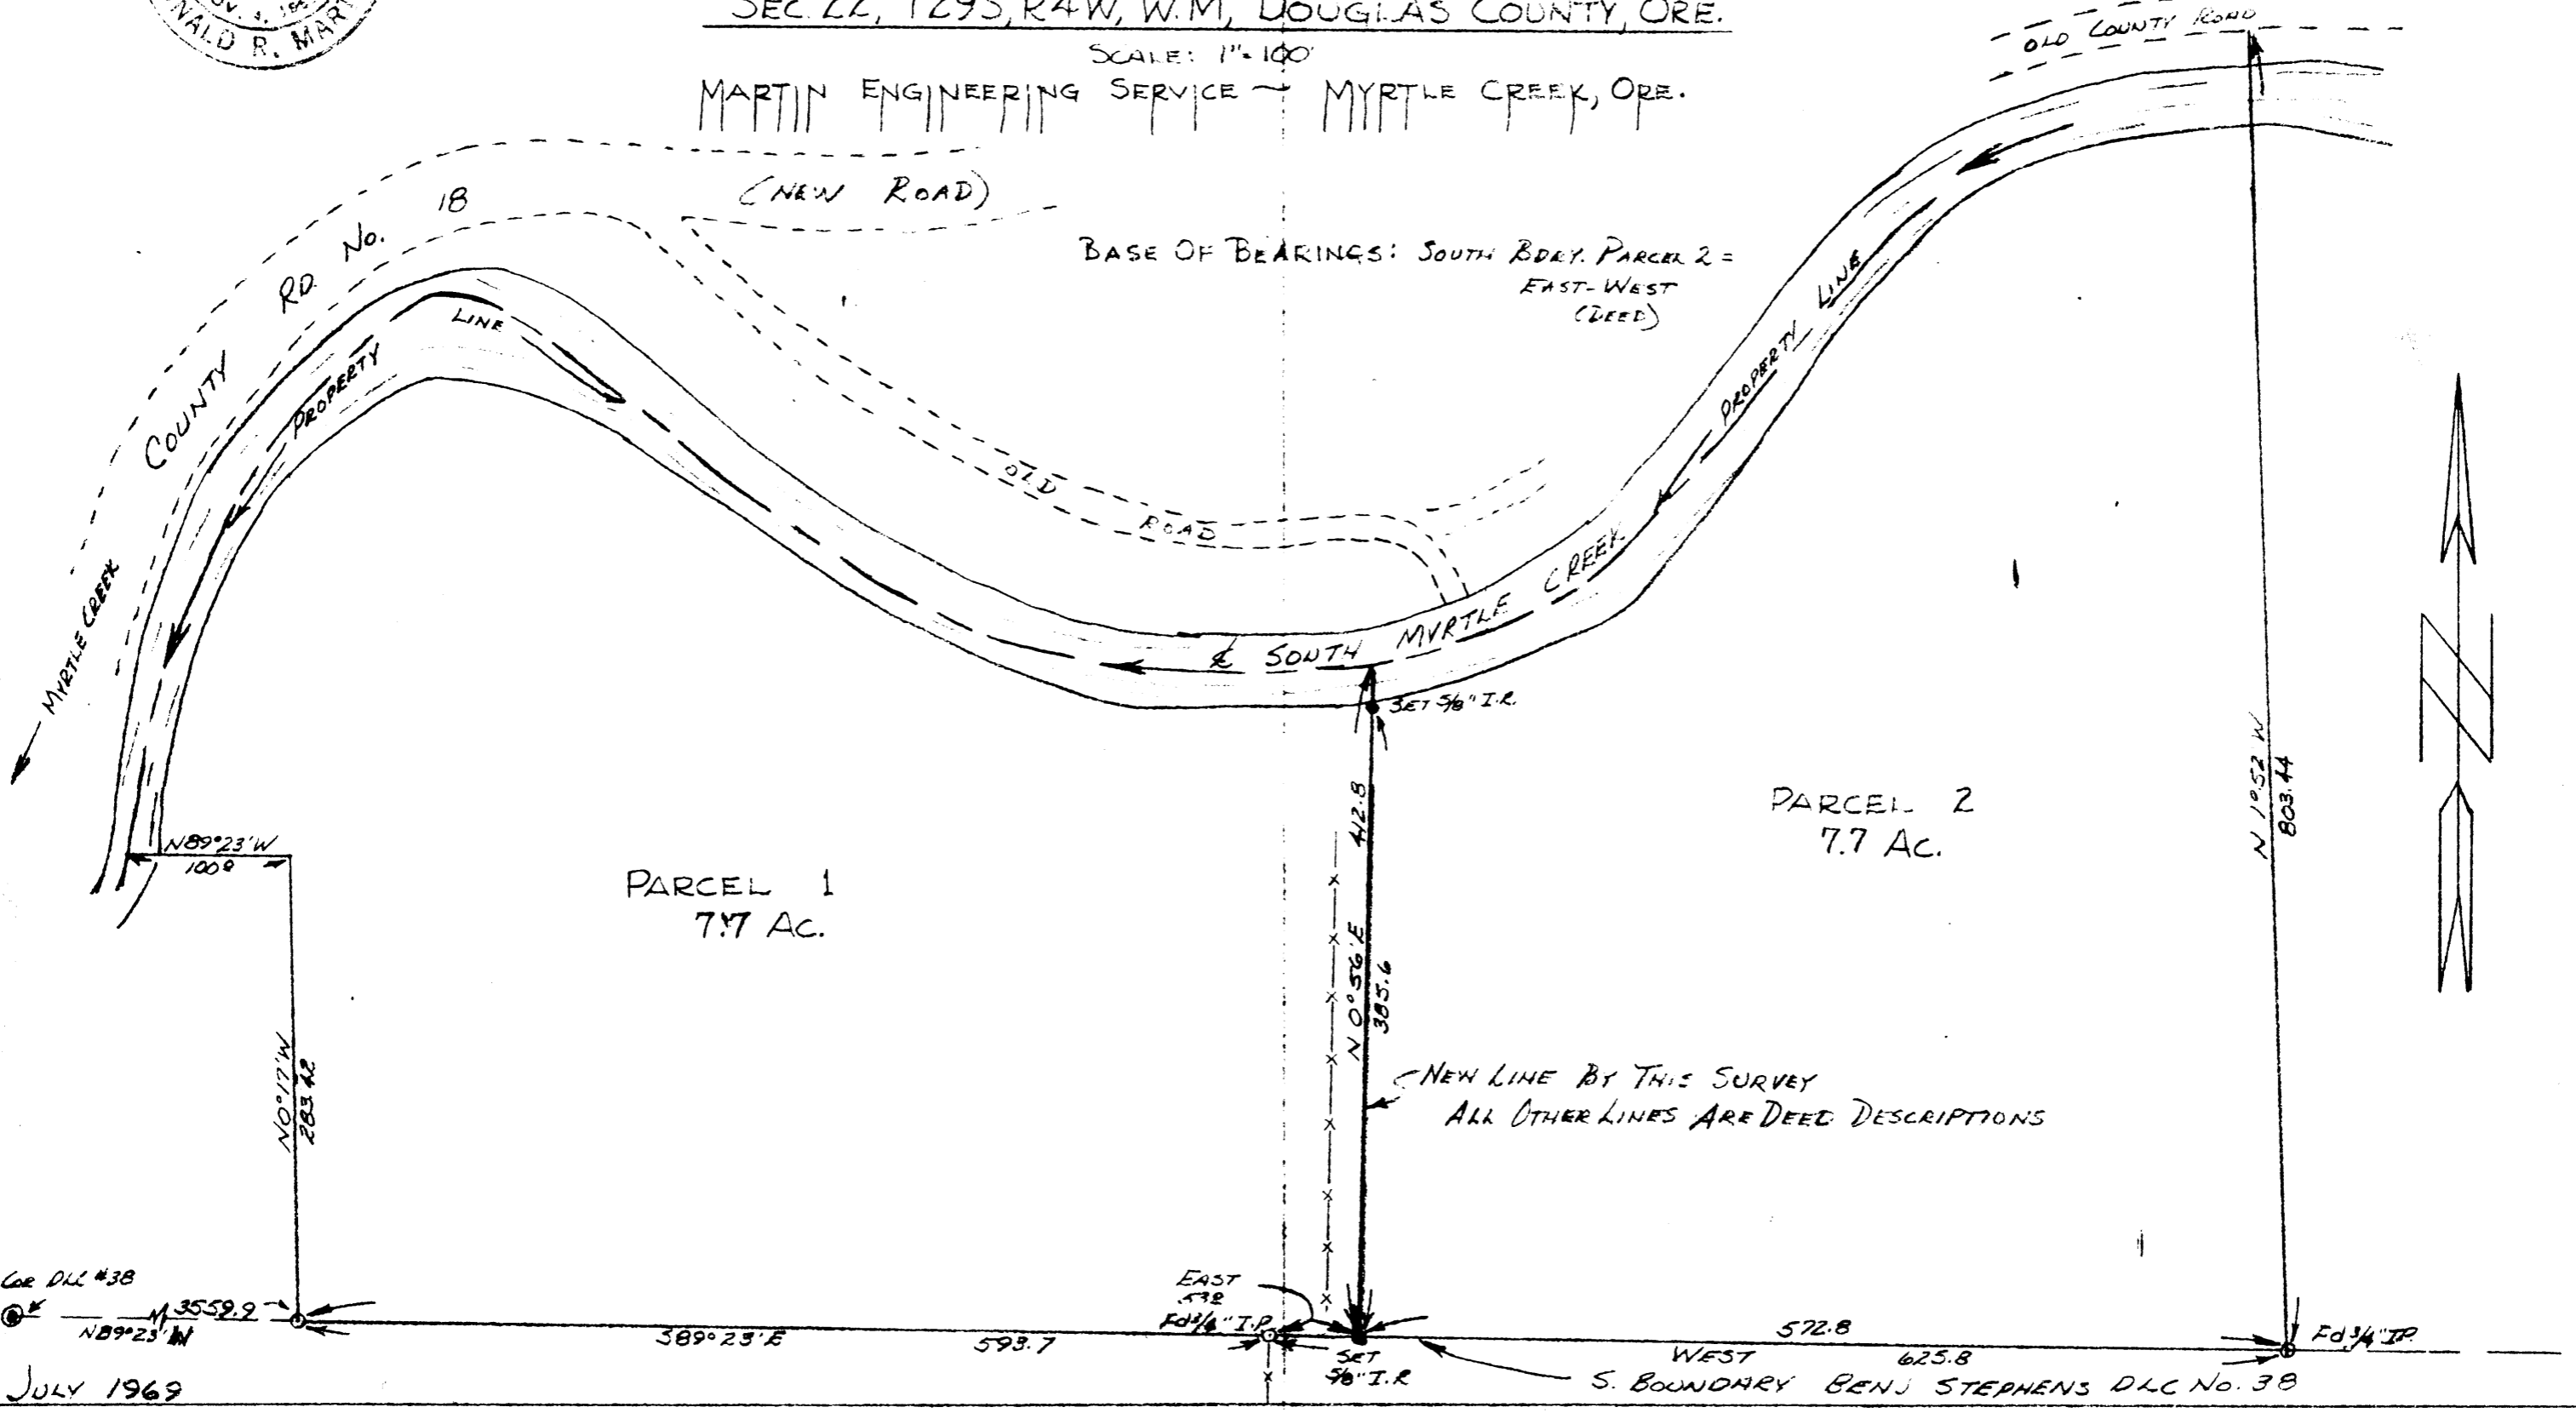 NALD R. MAR
SEC. 22, T29S, R4W, W.M, DOUGLAS COUNTY, ORE.
SCALE: 1"=100'
MARTIN ENGINEERING SERVICE ~ MYRTLE CREEK, ORE.
OLD COUNTY ROAD
(NEW ROAD)
COUNTY RD. No. 18
BASE OF BEARINGS: SOUTH BDRY. PARCEL 2 =
EAST-WEST
(DEED)
PROPERTY LINE
PROPERTY LINE
OLD ROAD
MYRTLE CREEK
℄ SOUTH MYRTLE CREEK
SET 5/8" I.R.
N 0°56'E 412.8
385.6
N 1°52'W
803.44
PARCEL 2
7.7 AC.
N89°23'W
100±
PARCEL 1
7.7 AC.
N0°17'W
283.42
NEW LINE BY THIS SURVEY
ALL OTHER LINES ARE DEED DESCRIPTIONS
COR DLC #38
3559.9
N89°23'W
EAST
53±
Fd 3/4" I.P.
S89°23'E 593.7
SET
5/8" I.R
572.8
WEST 625.8
Fd 3/4" IP.
S. BOUNDARY BENJ STEPHENS DLC No. 38
JULY 1969